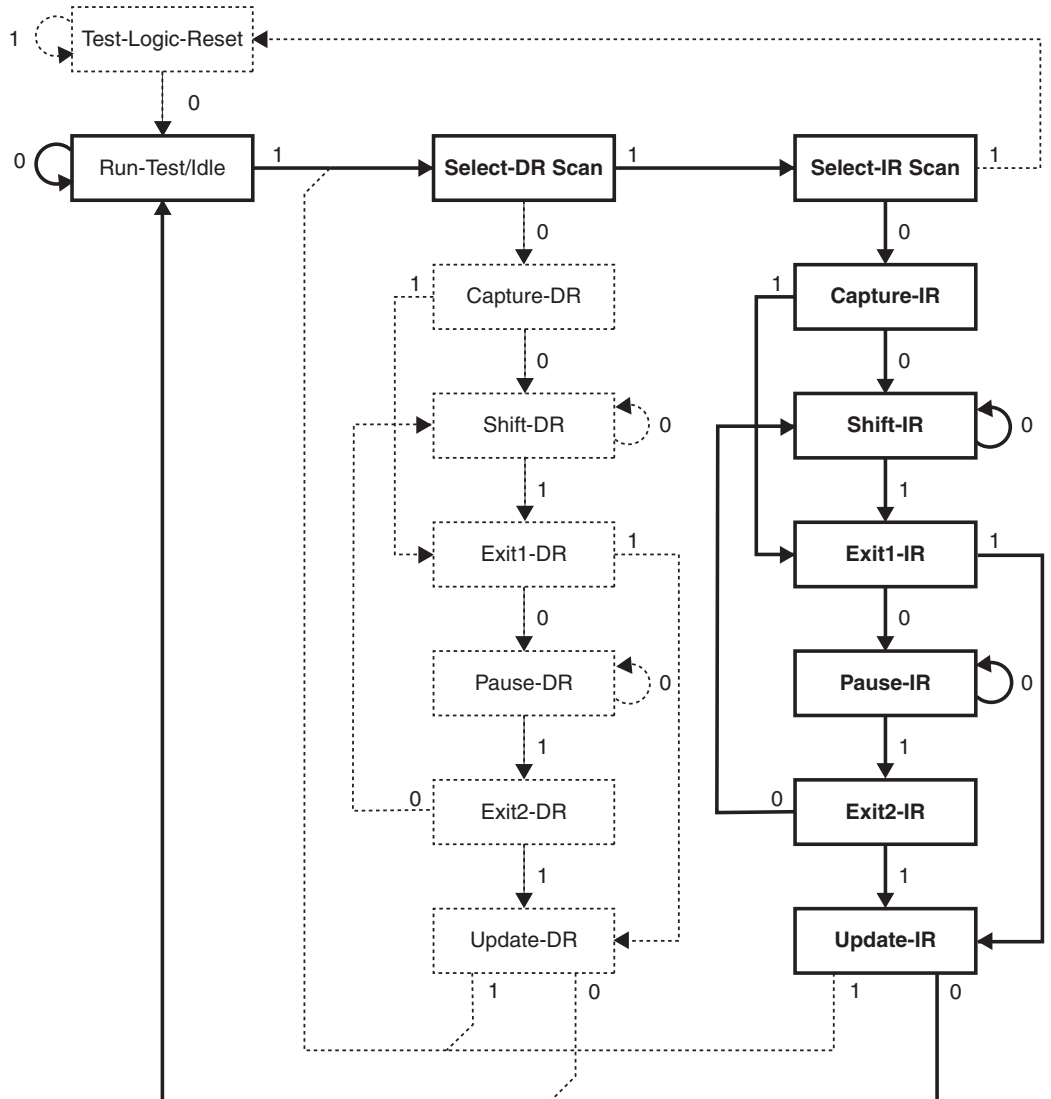 1
Test-Logic-Reset
0
0
Run-Test/Idle
1
Select-DR Scan
1
Select-IR Scan
1
0
0
1
Capture-DR
1
Capture-IR
0
0
Shift-DR
0
Shift-IR
0
1
1
Exit1-DR
1
Exit1-IR
1
0
0
Pause-DR
0
Pause-IR
0
1
1
0
Exit2-DR
0
Exit2-IR
1
1
Update-DR
Update-IR
1
0
1
0